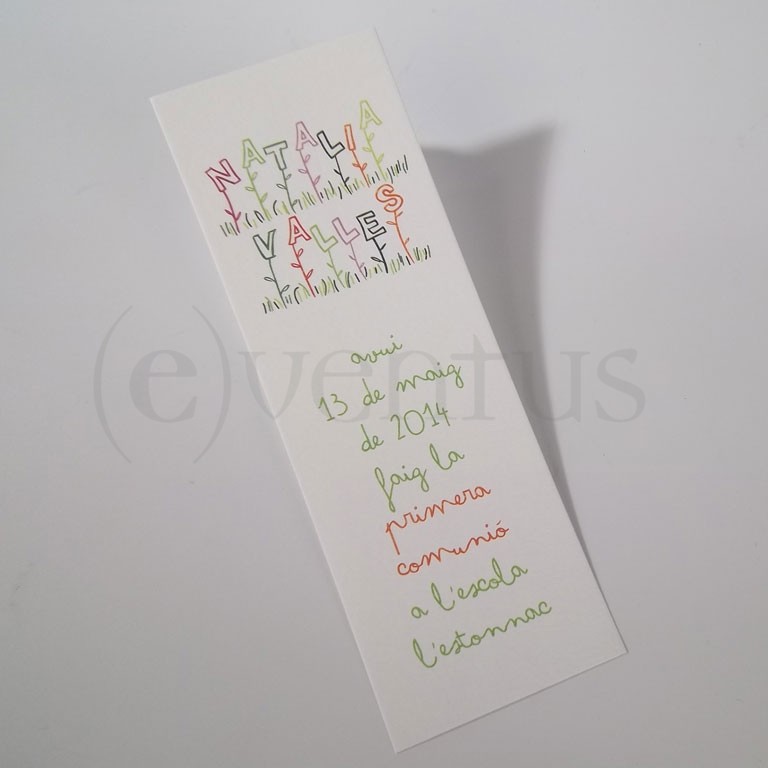 NATALIA
VALLES
avui
13 de maig
de 2014
faig la
primera
comunió
a l'escola
l'estonnac
(e)ventus